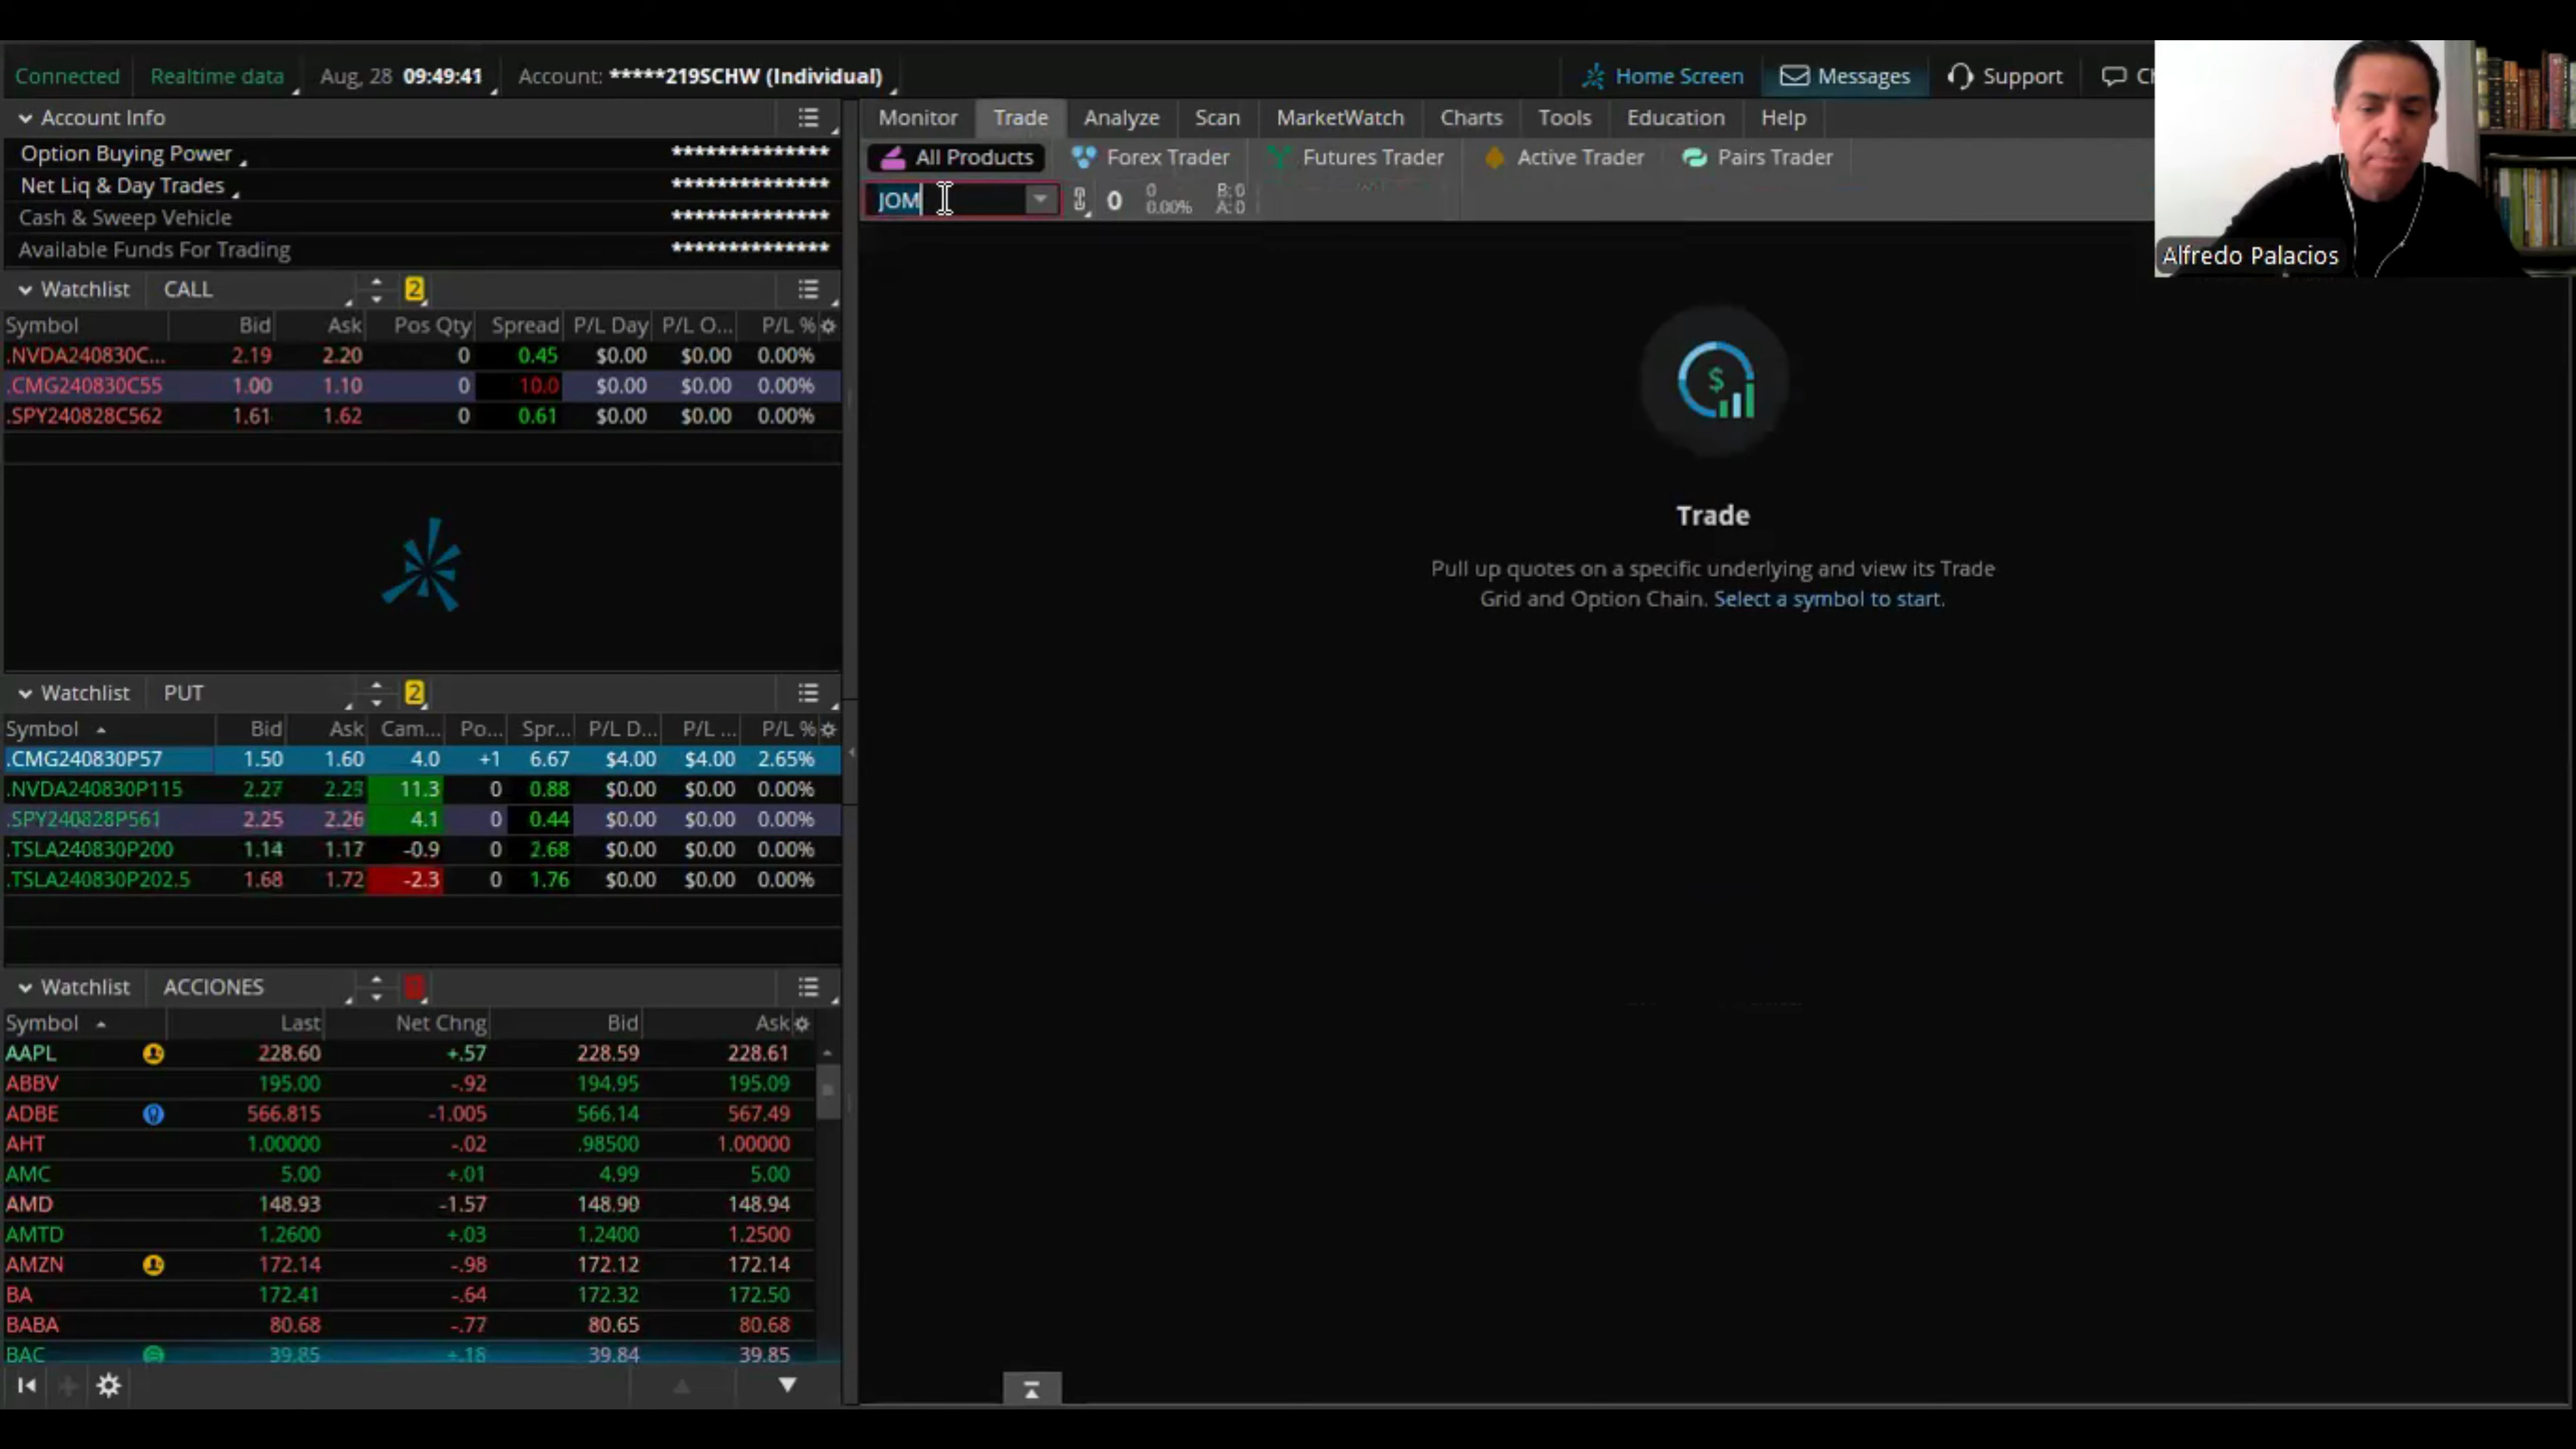 Connected Realtime data Aug, 28 09:49:41 Account: *****219SCHW (Individual) Home Screen Messages Support
Account Info
Option Buying Power **************
Net Liq & Day Trades **************
Cash & Sweep Vehicle **************
Available Funds For Trading **************
Watchlist CALL 2
Symbol Bid Ask Pos Qty Spread P/L Day P/L O... P/L %
.NVDA240830C... 2.19 2.20 0 0.45 $0.00 $0.00 0.00%
.CMG240830C55 1.00 1.10 0 10.0 $0.00 $0.00 0.00%
.SPY240828C562 1.61 1.62 0 0.61 $0.00 $0.00 0.00%
Watchlist PUT 2
Symbol Bid Ask Cam... Po... Spr... P/L D... P/L ... P/L %
.CMG240830P57 1.50 1.60 4.0 +1 6.67 $4.00 $4.00 2.65%
.NVDA240830P115 2.27 11.3 0 0.88 $0.00 $0.00 0.00%
.SPY240828P561 2.25 2.26 4.1 0 0.44 $0.00 $0.00 0.00%
.TSLA240830P200 1.14 1.17 -0.9 0 2.68 $0.00 $0.00 0.00%
.TSLA240830P202.5 1.68 1.72 -2.3 0 1.76 $0.00 $0.00 0.00%
Watchlist ACCIONES
Symbol Last Net Chng Bid Ask
AAPL 228.60 +.57 228.59 228.61
ABBV 195.00 -.92 194.95 195.09
ADBE 566.815 -1.005 566.14 567.49
AHT 1.00000 -.02 .98500 1.00000
AMC 5.00 +.01 4.99 5.00
AMD 148.93 -1.57 148.90 148.94
AMTD 1.2600 +.03 1.2400 1.2500
AMZN 172.14 -.98 172.12 172.14
BA 172.41 -.64 172.32 172.50
BABA 80.68 -.77 80.65 80.68
BAC 39.85 +.18 39.84 39.85
Monitor Trade Analyze Scan MarketWatch Charts Tools Education Help
All Products Forex Trader Futures Trader Active Trader Pairs Trader
JOM 0 0 B: 0
0.00% A: 0
Alfredo Palacios
Trade
Pull up quotes on a specific underlying and view its Trade
Grid and Option Chain. Select a symbol to start.